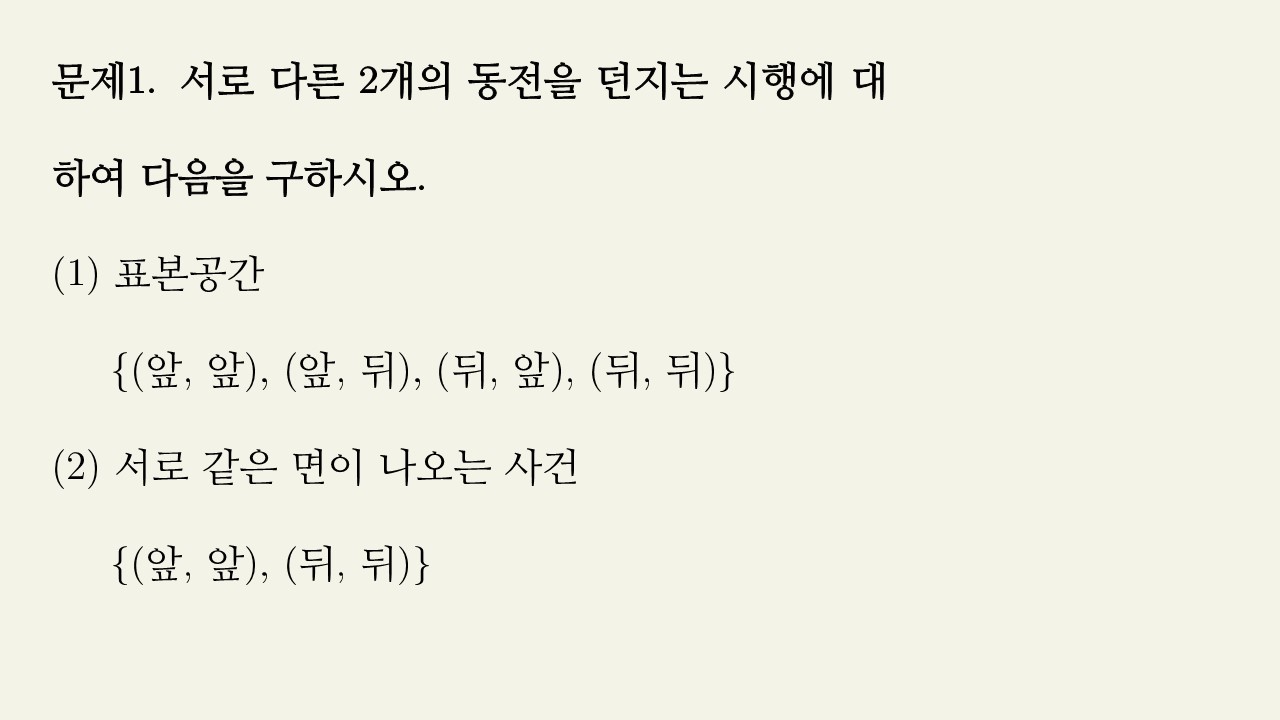 문제1. 서로 다른 2개의 동전을 던지는 시행에 대
하여 다음을 구하시오.
(1) 표본공간
{(앞, 앞), (앞, 뒤), (뒤, 앞), (뒤, 뒤)}
(2) 서로 같은 면이 나오는 사건
{(앞, 앞), (뒤, 뒤)}